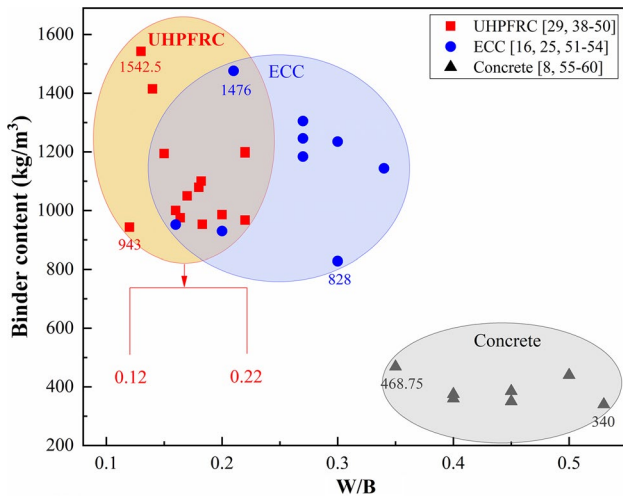 UHPFRC [29, 38-50]
ECC [16, 25, 51-54]
Concrete [8, 55-60]
UHPFRC
ECC
1542.5
1476
943
828
0.12
0.22
Concrete
468.75
340
Binder content (kg/m³)
1600
1400
1200
1000
800
600
400
200
0.1
0.2
0.3
0.4
0.5
W/B